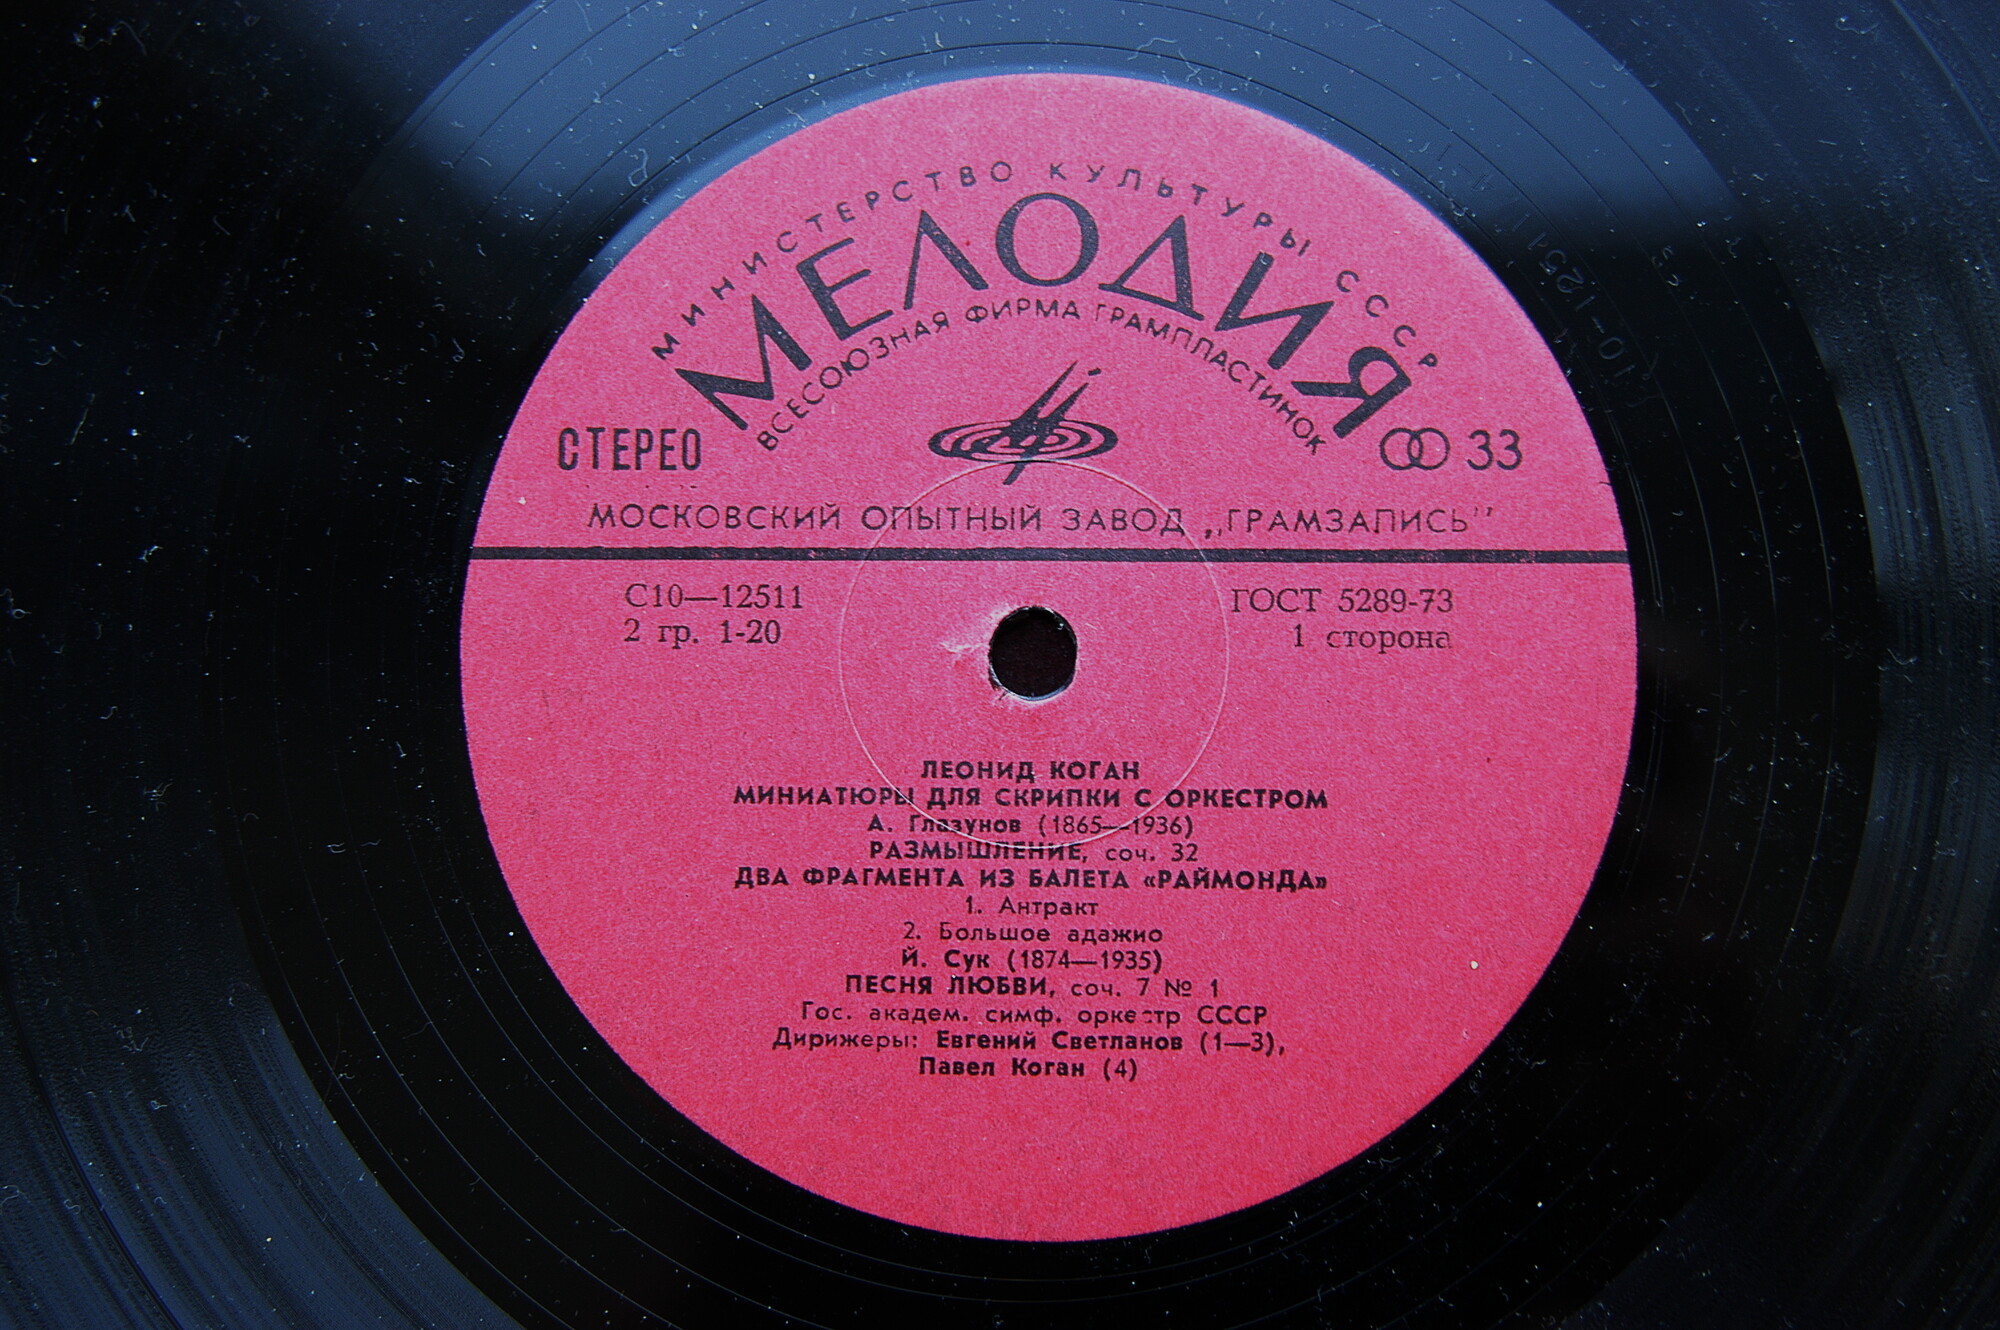 МИНИСТЕРСТВО КУЛЬТУРЫ СССР
МЕЛОДИЯ
ВСЕСОЮЗНАЯ ФИРМА ГРАМПЛАСТИНОК
СТЕРЕО
33
МОСКОВСКИЙ ОПЫТНЫЙ ЗАВОД „ГРАМЗАПИСЬ"
С10—12511
ГОСТ 5289-73
2 гр. 1-20
1 сторона
ЛЕОНИД КОГАН
МИНИАТЮРЫ ДЛЯ СКРИПКИ С ОРКЕСТРОМ
А. Глазунов (1865—1936)
РАЗМЫШЛЕНИЕ, соч. 32
ДВА ФРАГМЕНТА ИЗ БАЛЕТА «РАЙМОНДА»
1. Антракт
2. Большое адажио
Й. Сук (1874—1935)
ПЕСНЯ ЛЮБВИ, соч. 7 № 1
Гос. академ. симф. оркестр СССР
Дирижеры: Евгений Светланов (1—3),
Павел Коган (4)